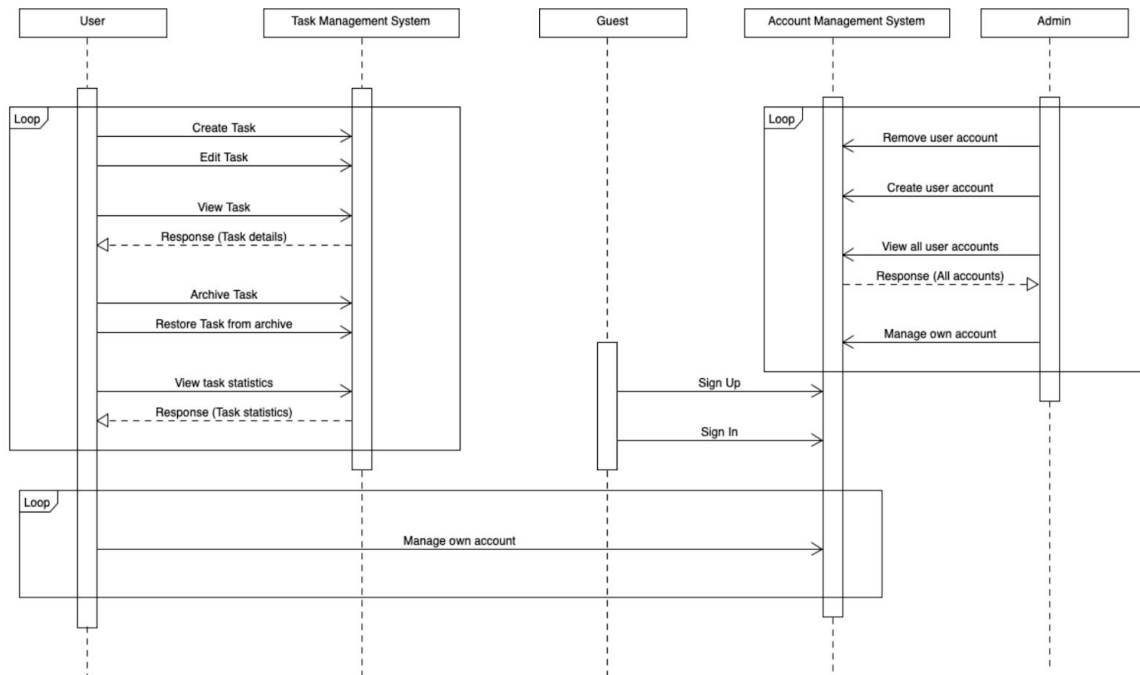 User
Task Management System
Guest
Account Management System
Admin
Loop
Create Task
Edit Task
View Task
Response (Task details)
Archive Task
Restore Task from archive
View task statistics
Response (Task statistics)
Loop
Remove user account
Create user account
View all user accounts
Response (All accounts)
Manage own account
Sign Up
Sign In
Loop
Manage own account